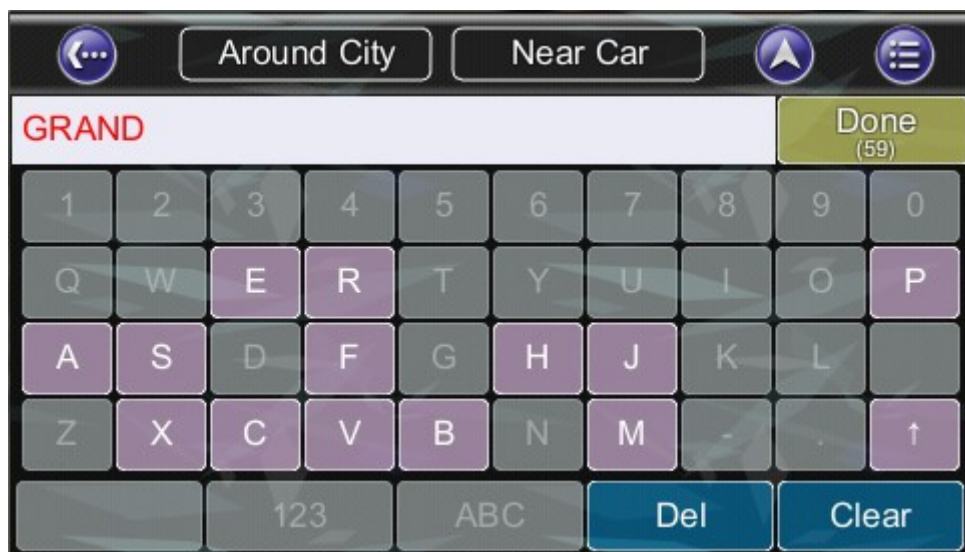 Around City Near Car
GRAND Done
(59)
1 2 3 4 5 6 7 8 9 0
Q W E R T Y U I O P
A S D F G H J K L
Z X C V B N M - . ↑
123 ABC Del Clear